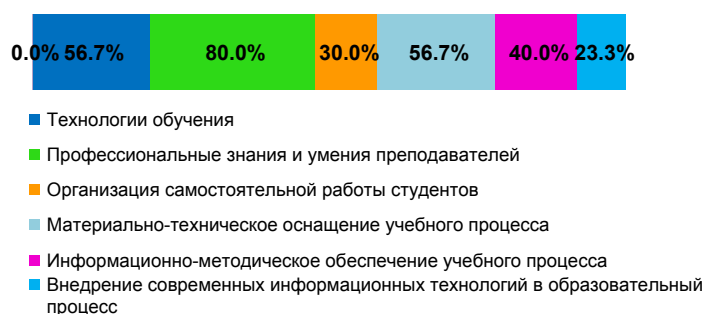 0.0% 56.7% 80.0% 30.0% 56.7% 40.0% 23.3%
Технологии обучения
Профессиональные знания и умения преподавателей
Организация самостоятельной работы студентов
Материально-техническое оснащение учебного процесса
Информационно-методическое обеспечение учебного процесса
Внедрение современных информационных технологий в образовательный
процесс